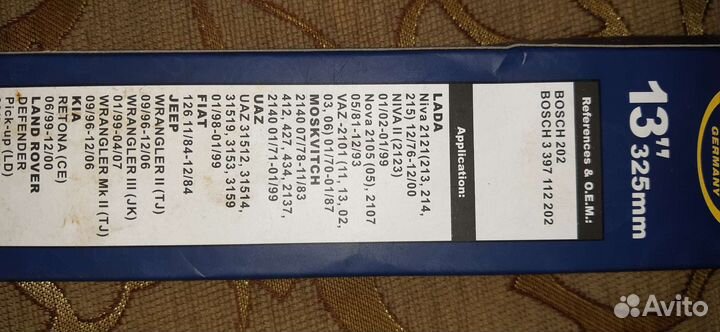 GERMANY
13" 325mm
References & O.E.M.:
BOSCH 202
BOSCH 3 397 112 202
Application:
LADA
Niva 2121(213, 214,
215) 12/76-12/00
NIVA II (2123)
01/02-01/99
Nova 2105 (05), 2107
05/81-12/93
VAZ -2101 (11, 13, 02,
03, 06) 01/70-01/87
MOSKVITCH
2140 07/78-11/83
412, 427, 434, 2137,
2140 01/71-01/99
UAZ
UAZ 31512, 31514,
31519, 3153, 3159
01/98-01/99
FIAT
126 11/84-12/84
JEEP
WRANGLER II (TJ)
09/96-12/06
WRANGLER III (JK)
01/99-04/07
WRANGLER Mk II (TJ)
09/96-12/06
KIA
RETONA (CE)
06/99-12/00
LAND ROVER
DEFENDER
Pick-up (LD)
Avito